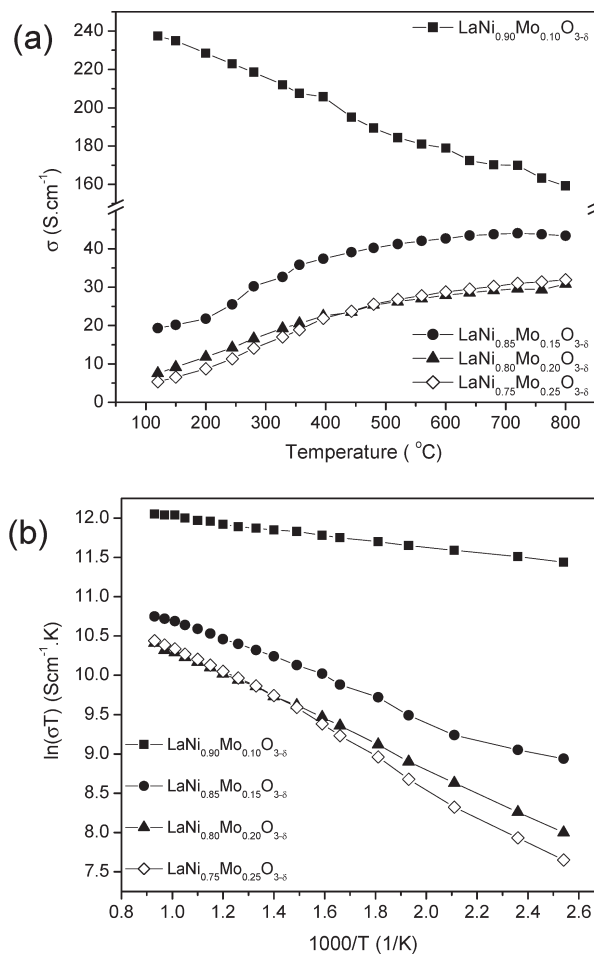 (a)
LaNi0.90Mo0.10O3-δ
240
220
200
180
160
40
30
20
10
0
σ (S.cm-1)
LaNi0.85Mo0.15O3-δ
LaNi0.80Mo0.20O3-δ
LaNi0.75Mo0.25O3-δ
100 200 300 400 500 600 700 800
Temperature ( °C)
(b)
12.0
11.5
11.0
10.5
10.0
9.5
9.0
8.5
8.0
7.5
ln(σT) (Scm-1.K)
LaNi0.90Mo0.10O3-δ
LaNi0.85Mo0.15O3-δ
LaNi0.80Mo0.20O3-δ
LaNi0.75Mo0.25O3-δ
0.8 1.0 1.2 1.4 1.6 1.8 2.0 2.2 2.4 2.6
1000/T (1/K)